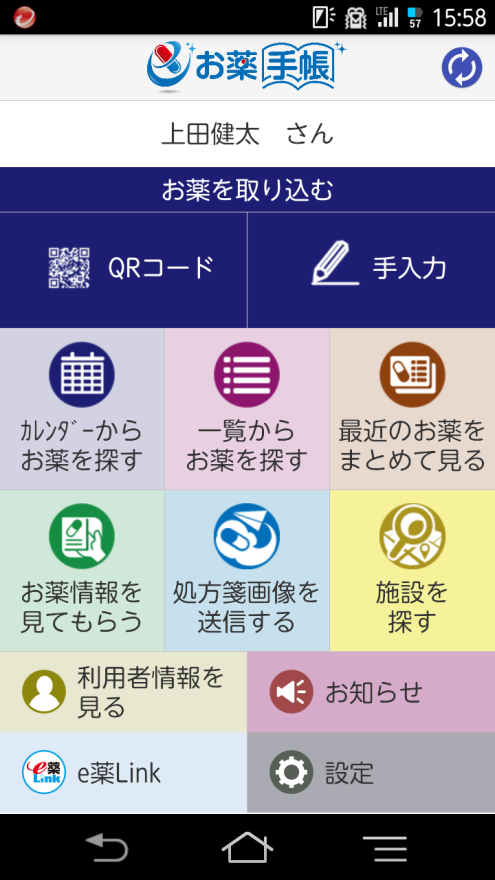 LTE 57 15:58
お薬手帳
上田健太　さん
お薬を取り込む
QRコード
手入力
ｶﾚﾝﾀﾞｰから
お薬を探す
一覧から
お薬を探す
最近のお薬を
まとめて見る
お薬情報を
見てもらう
処方箋画像を
送信する
施設を
探す
利用者情報を
見る
お知らせ
e薬Link
e薬Link
設定